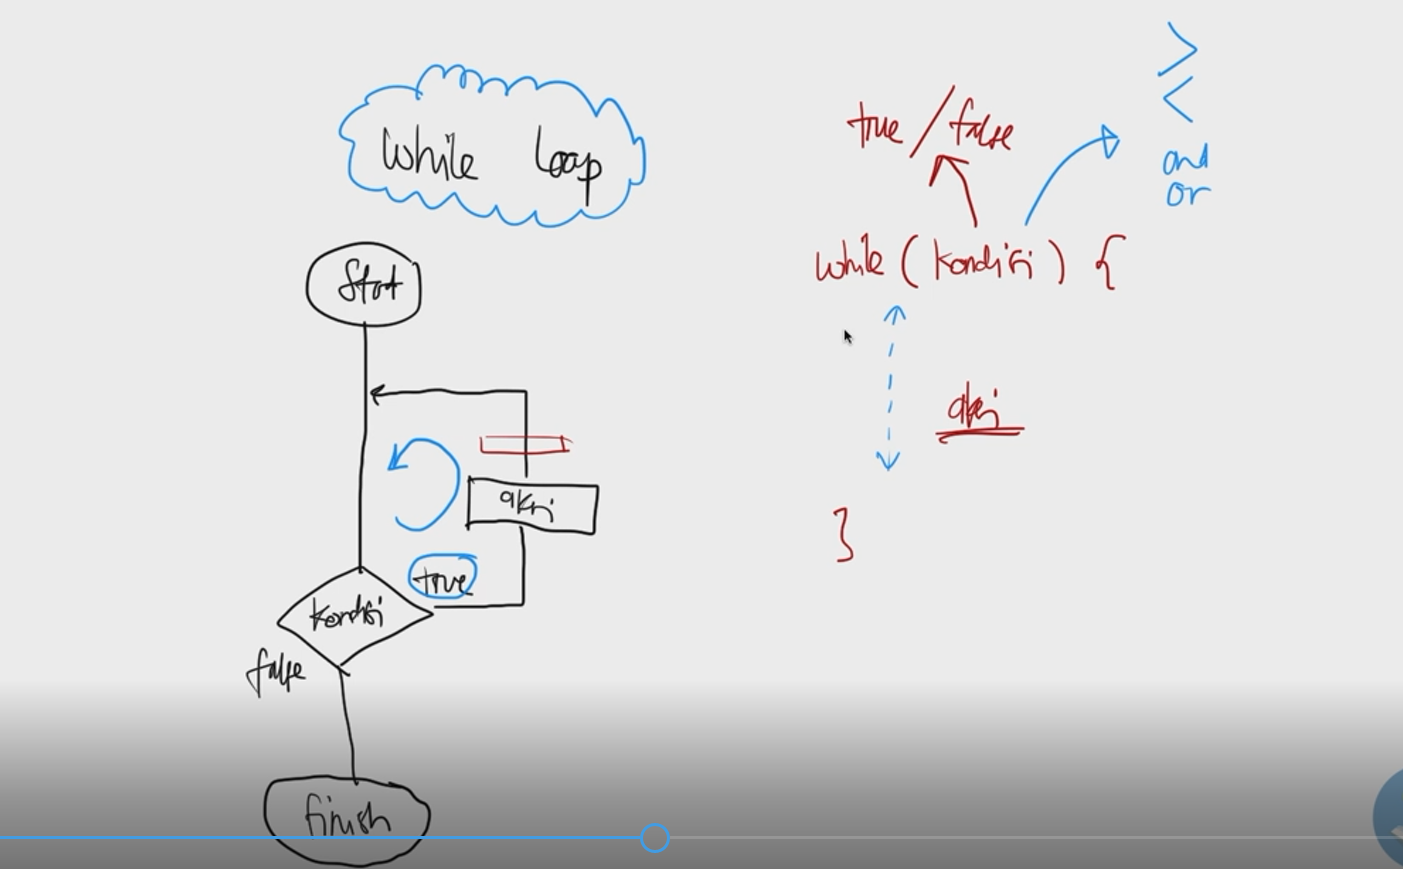 while loop
Start
aksi
true
kondisi
false
finish
true/false
>
<
and
or
while (kondisi) {
aksi
}